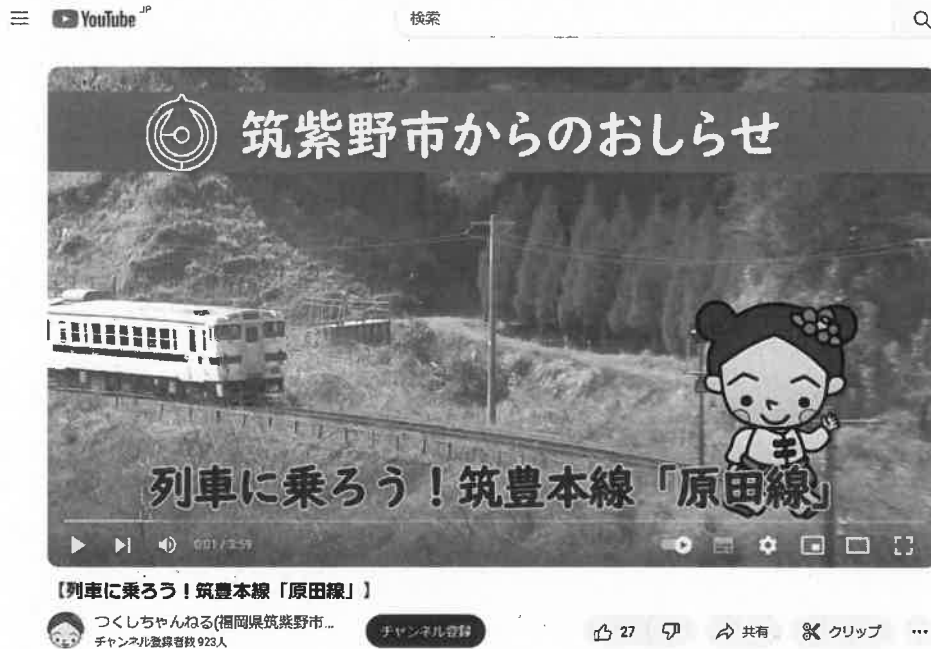 YouTube JP
検索
筑紫野市からのおしらせ
列車に乗ろう！筑豊本線「原田線」
0:01 / 3:59
【列車に乗ろう！筑豊本線「原田線」】
つくしちゃんねる(福岡県筑紫野市...
チャンネル登録者数 923人
チャンネル登録
27
共有
クリップ